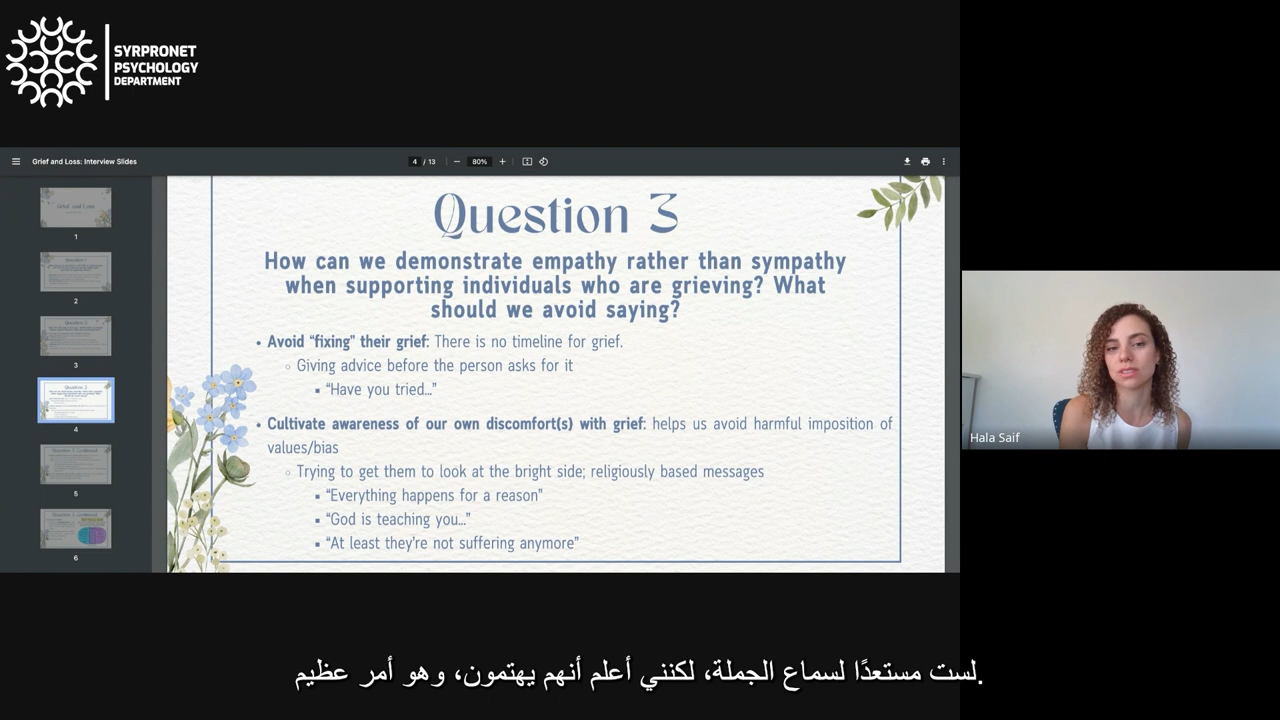 SYRPRONET
PSYCHOLOGY
DEPARTMENT
Grief and Loss: Interview Slides
4 / 13
80%
1
2
3
4
5
6
Question 3
How can we demonstrate empathy rather than sympathy
when supporting individuals who are grieving? What
should we avoid saying?
• Avoid “fixing” their grief: There is no timeline for grief.
◦ Giving advice before the person asks for it
▪ “Have you tried...”
• Cultivate awareness of our own discomfort(s) with grief: helps us avoid harmful imposition of
values/bias
◦ Trying to get them to look at the bright side; religiously based messages
▪ “Everything happens for a reason”
▪ “God is teaching you...”
▪ “At least they're not suffering anymore”
Hala Saif
لست مستعدًا لسماع الجملة، لكنني أعلم أنهم يهتمون، وهو أمر عظيم.